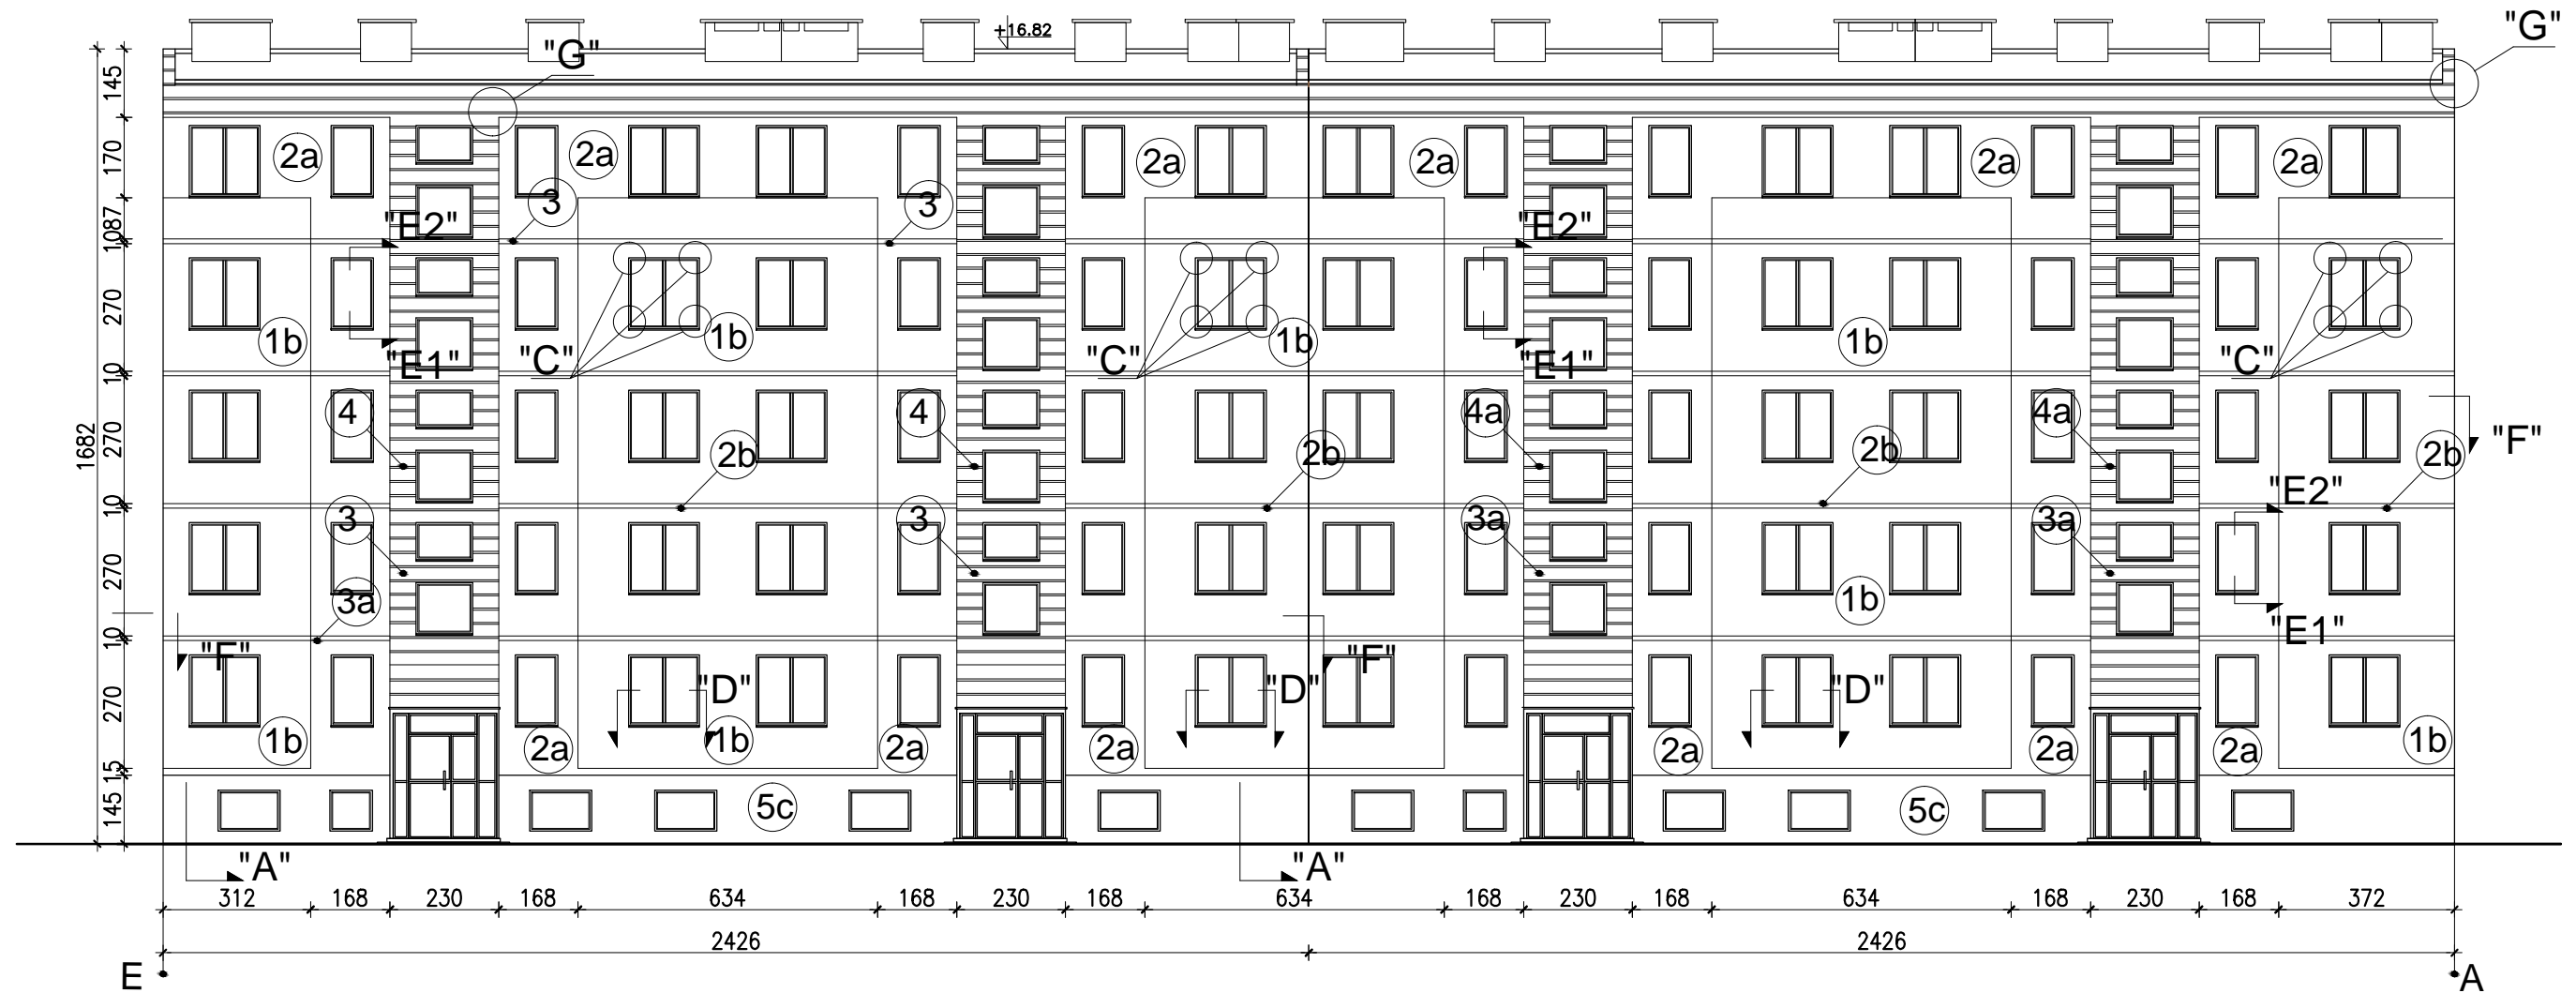 "G"
+16.82
"G"
145
2a
2a
2a
2a
2a
2a
170
3
3
"E2"
"E2"
87
10
270
1b
1b
1b
1b
"C"
"E1"
"C"
"E1"
"C"
10
4
4
4a
4a
1682
270
2b
2b
2b
"F"
2b
10
3
3
3a
3a
"E2"
270
3a
1b
"E1"
10
"F"
"F"
270
"D"
"D"
"D"
1b
2a
1b
2a
2a
2a
2a
2a
1b
15
145
5c
5c
"A"
"A"
312 168 230 168 634 168 230 168 634 168 230 168 634 168 230 168 372
2426 2426
E A